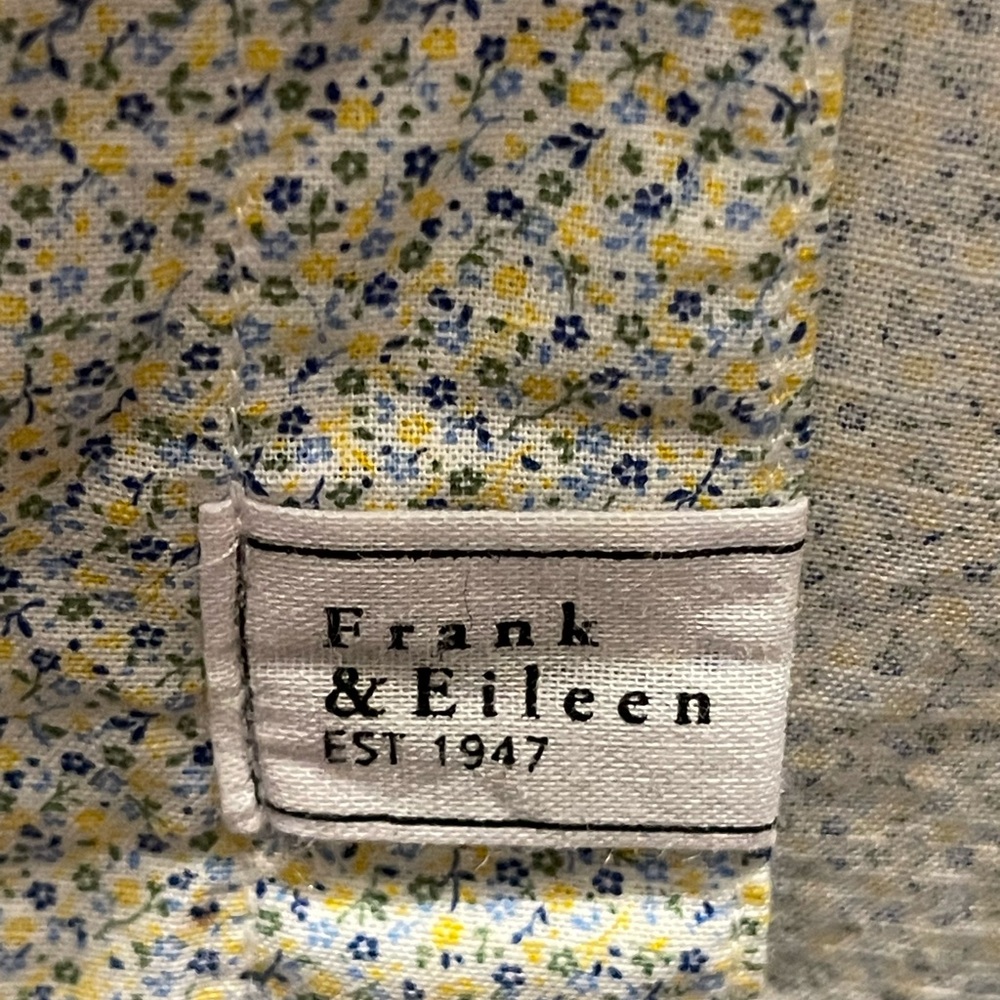 Frank
& Eileen
EST 1947